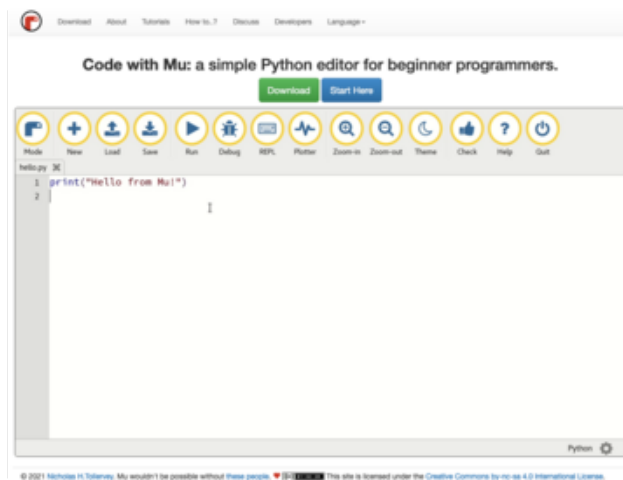 Download About Tutorials How to..? Discuss Developers Language
Code with Mu: a simple Python editor for beginner programmers.
Download Start Here
Mode New Load Save Run Debug REPL Plotter Zoom-in Zoom-out Theme Check Help Quit
hello.py
1 print("Hello from Mu!")
2
Python
© 2021 Nicholas H.Tollervey. Mu wouldn't be possible without these people. This site is licensed under the Creative Commons by-nc-sa 4.0 International License.